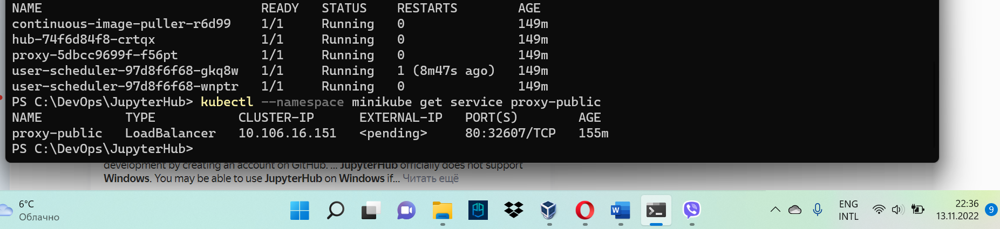 NAME READY STATUS RESTARTS AGE
continuous-image-puller-r6d99 1/1 Running 0 149m
hub-74f6d84f8-crtqx 1/1 Running 0 149m
proxy-5dbcc9699f-f56pt 1/1 Running 0 149m
user-scheduler-97d8f6f68-gkq8w 1/1 Running 1 (8m47s ago) 149m
user-scheduler-97d8f6f68-wnptr 1/1 Running 0 149m
PS C:\DevOps\JupyterHub> kubectl --namespace minikube get service proxy-public
NAME TYPE CLUSTER-IP EXTERNAL-IP PORT(S) AGE
proxy-public LoadBalancer 10.106.16.151 <pending> 80:32607/TCP 155m
PS C:\DevOps\JupyterHub>
development by creating an account on GitHub. ... JupyterHub officially does not support
Windows. You may be able to use JupyterHub on Windows if... Читать ещё
6°C
Облачно
W
ENG
INTL
22:36
13.11.2022
9